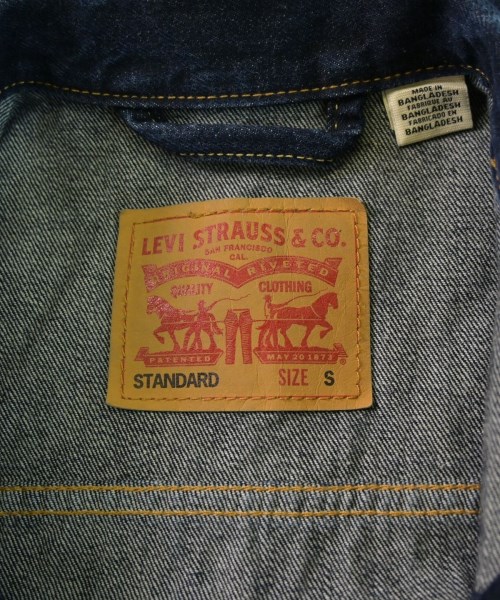 MADE IN
BANGLADESH
FABRIQUE AU
BANGLADESH
FABRICADO EN
BANGLADESH
LEVI STRAUSS & CO.
SAN FRANCISCO
CAL.
ORIGINAL RIVETED
QUALITY CLOTHING
PATENTED MAY 20 1873
STANDARD SIZE S